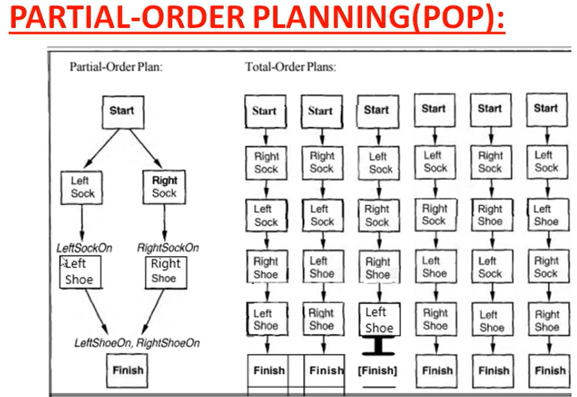 PARTIAL-ORDER PLANNING(POP):
Partial-Order Plan:
Total-Order Plans:
Start
Left
Sock
Right
Sock
LeftSockOn
RightSockOn
Left
Shoe
Right
Shoe
LeftShoeOn, RightShoeOn
Finish
Start
Right
Sock
Left
Sock
Right
Shoe
Left
Shoe
Finish
Start
Right
Sock
Left
Sock
Left
Shoe
Right
Shoe
Finish
Start
Left
Sock
Right
Sock
Right
Shoe
Left
Shoe
[Finish]
Start
Left
Sock
Right
Sock
Left
Shoe
Right
Shoe
Finish
Start
Right
Sock
Right
Shoe
Left
Sock
Left
Shoe
Finish
Start
Left
Sock
Left
Shoe
Right
Sock
Right
Shoe
Finish